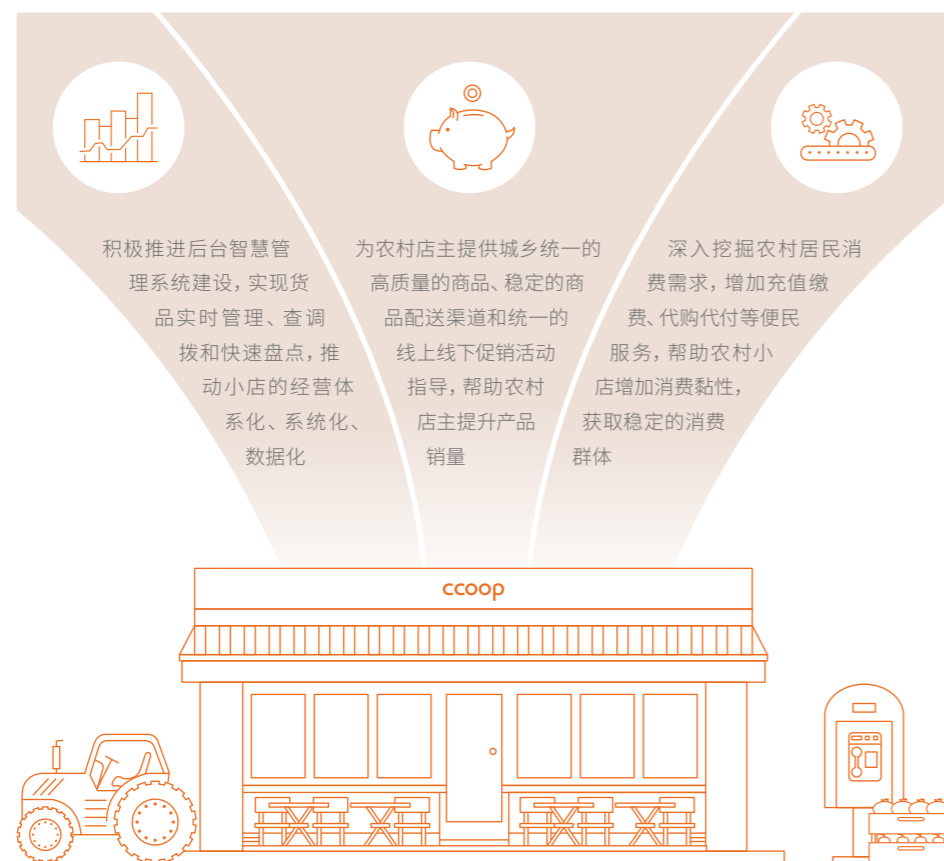 积极推进后台智慧管
理系统建设，实现货
品实时管理、查调
拨和快速盘点，推
动小店的经营体
系化、系统化、
数据化
为农村店主提供城乡统一的
高质量的商品、稳定的商
品配送渠道和统一的
线上线下促销活动
指导，帮助农村
店主提升产品
销量
深入挖掘农村居民消
费需求，增加充值缴
费、代购代付等便民
服务，帮助农村小
店增加消费黏性，
获取稳定的消费
群体
ccoop